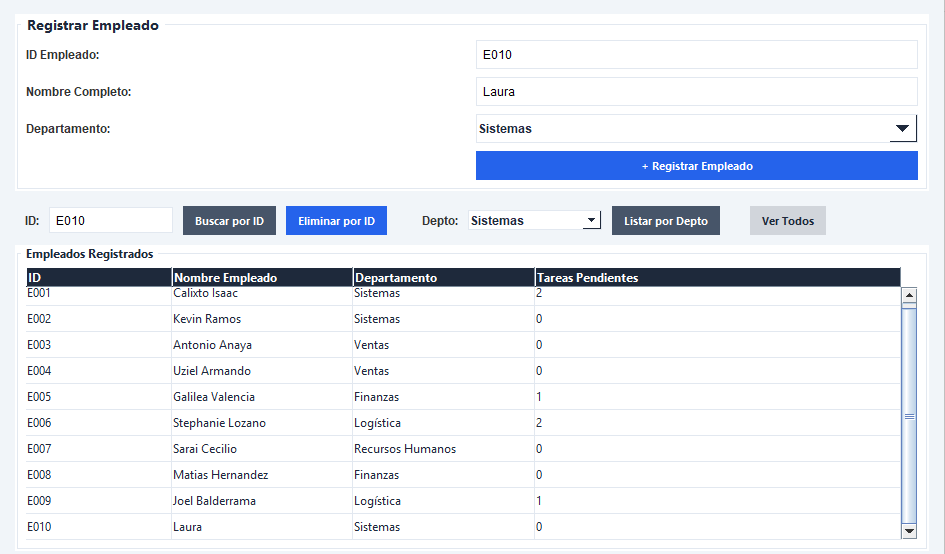 Registrar Empleado
ID Empleado: E010
Nombre Completo: Laura
Departamento: Sistemas
+ Registrar Empleado
ID: E010 Buscar por ID Eliminar por ID Depto: Sistemas Listar por Depto Ver Todos
Empleados Registrados
ID Nombre Empleado Departamento Tareas Pendientes
E001 Calixto Isaac Sistemas 2
E002 Kevin Ramos Sistemas 0
E003 Antonio Anaya Ventas 0
E004 Uziel Armando Ventas 0
E005 Galilea Valencia Finanzas 1
E006 Stephanie Lozano Logística 2
E007 Sarai Cecilio Recursos Humanos 0
E008 Matias Hernandez Finanzas 0
E009 Joel Balderrama Logística 1
E010 Laura Sistemas 0